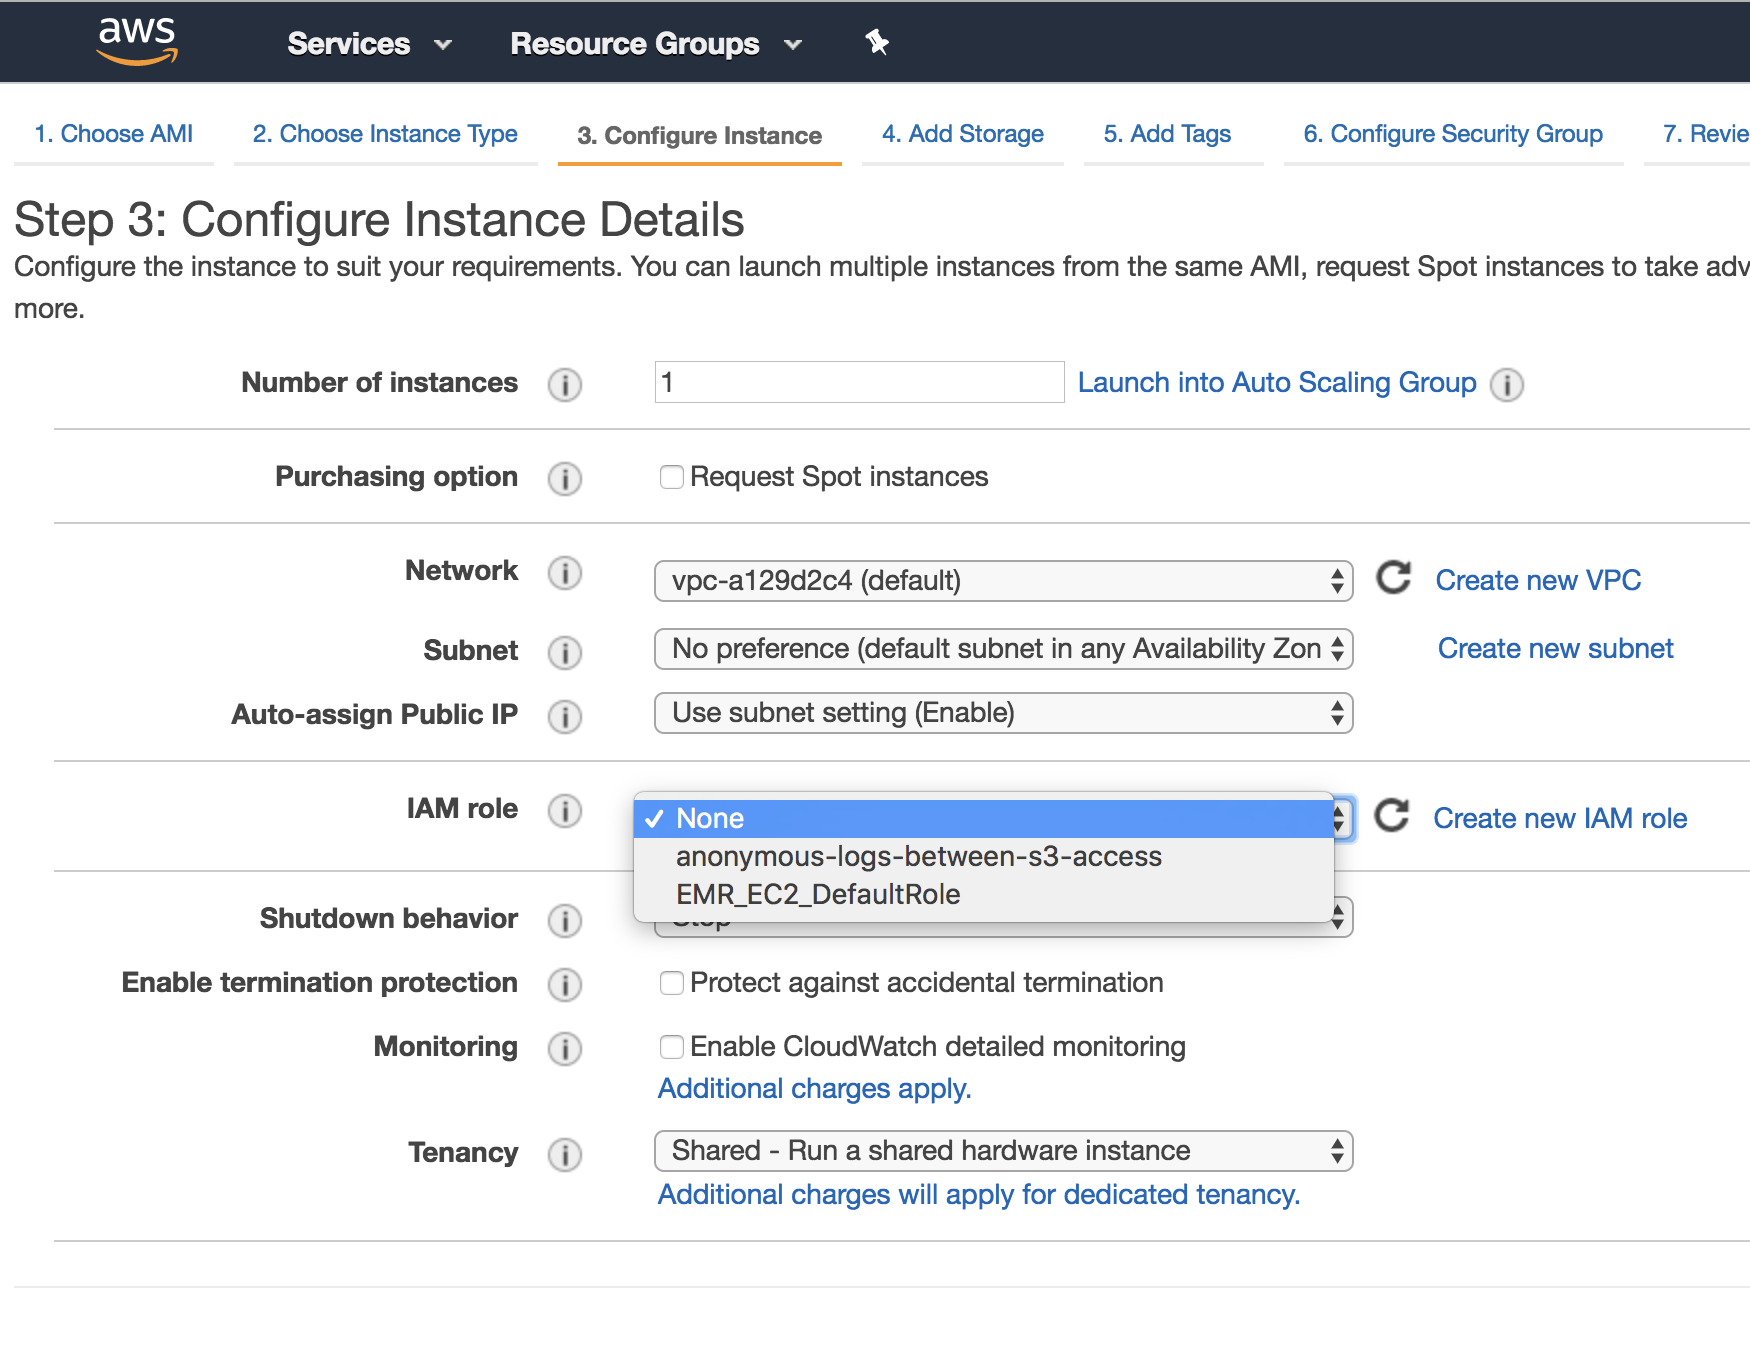 aws
Services
Resource Groups
1. Choose AMI
2. Choose Instance Type
3. Configure Instance
4. Add Storage
5. Add Tags
6. Configure Security Group
7. Revie
Step 3: Configure Instance Details
Configure the instance to suit your requirements. You can launch multiple instances from the same AMI, request Spot instances to take adv
more.
Number of instances
1
Launch into Auto Scaling Group
Purchasing option
Request Spot instances
Network
vpc-a129d2c4 (default)
Create new VPC
Subnet
No preference (default subnet in any Availability Zon
Create new subnet
Auto-assign Public IP
Use subnet setting (Enable)
IAM role
None
Create new IAM role
anonymous-logs-between-s3-access
EMR_EC2_DefaultRole
Shutdown behavior
Enable termination protection
Protect against accidental termination
Monitoring
Enable CloudWatch detailed monitoring
Additional charges apply.
Tenancy
Shared - Run a shared hardware instance
Additional charges will apply for dedicated tenancy.